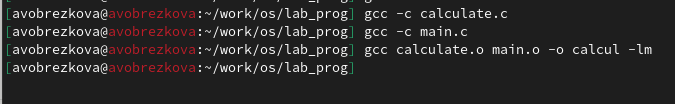 [avobrezkova@avobrezkova:~/work/os/lab_prog] gcc -c calculate.c
[avobrezkova@avobrezkova:~/work/os/lab_prog] gcc -c main.c
[avobrezkova@avobrezkova:~/work/os/lab_prog] gcc calculate.o main.o -o calcul -lm
[avobrezkova@avobrezkova:~/work/os/lab_prog]